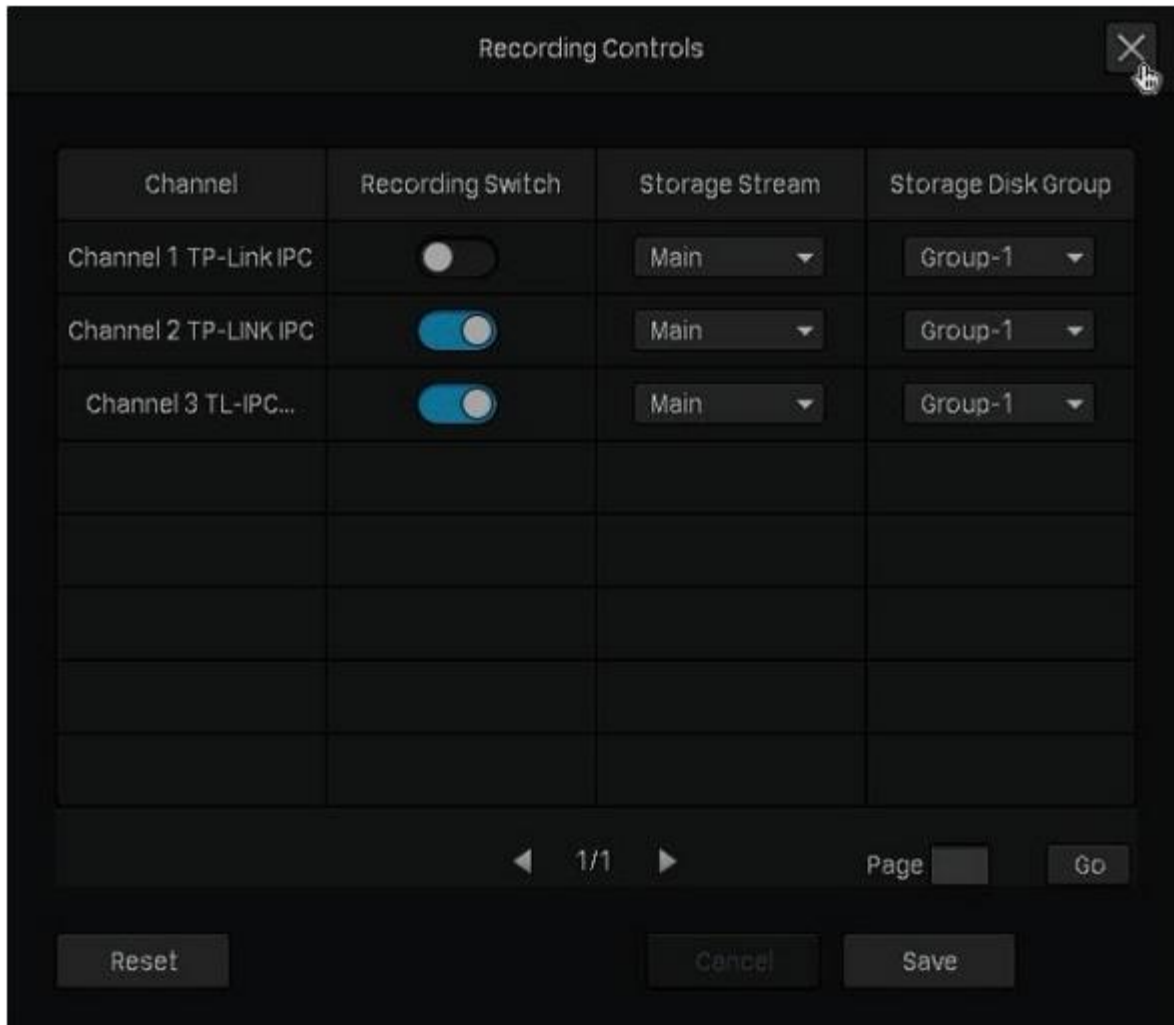 Recording Controls
Channel Recording Switch Storage Stream Storage Disk Group
Channel 1 TP-Link IPC Main Group-1
Channel 2 TP-LINK IPC Main Group-1
Channel 3 TL-IPC... Main Group-1
1/1 Page Go
Reset Cancel Save